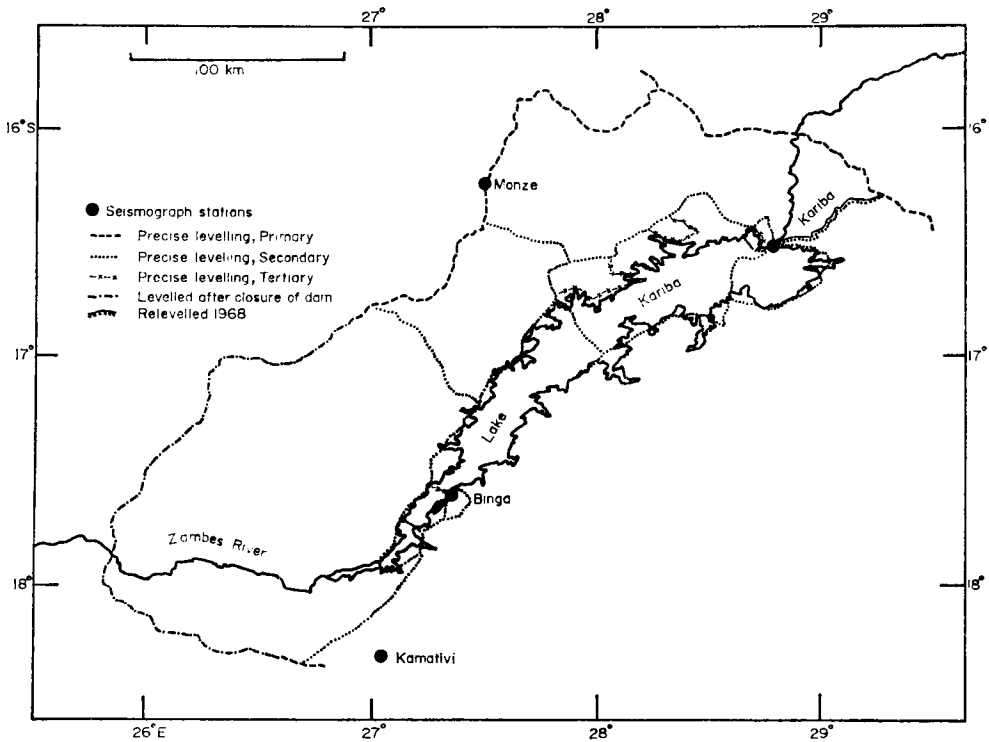 27°
28°
29°
100 km
16°S
16°
Monze
Seismograph stations
Precise levelling, Primary
Precise levelling, Secondary
Precise levelling, Tertiary
Levelled after closure of dam
Relevelled 1968
Kariba
Kariba
17°
17°
Lake
Binga
Zambes River
18°
18°
Kamativi
26°E
27°
28°
29°